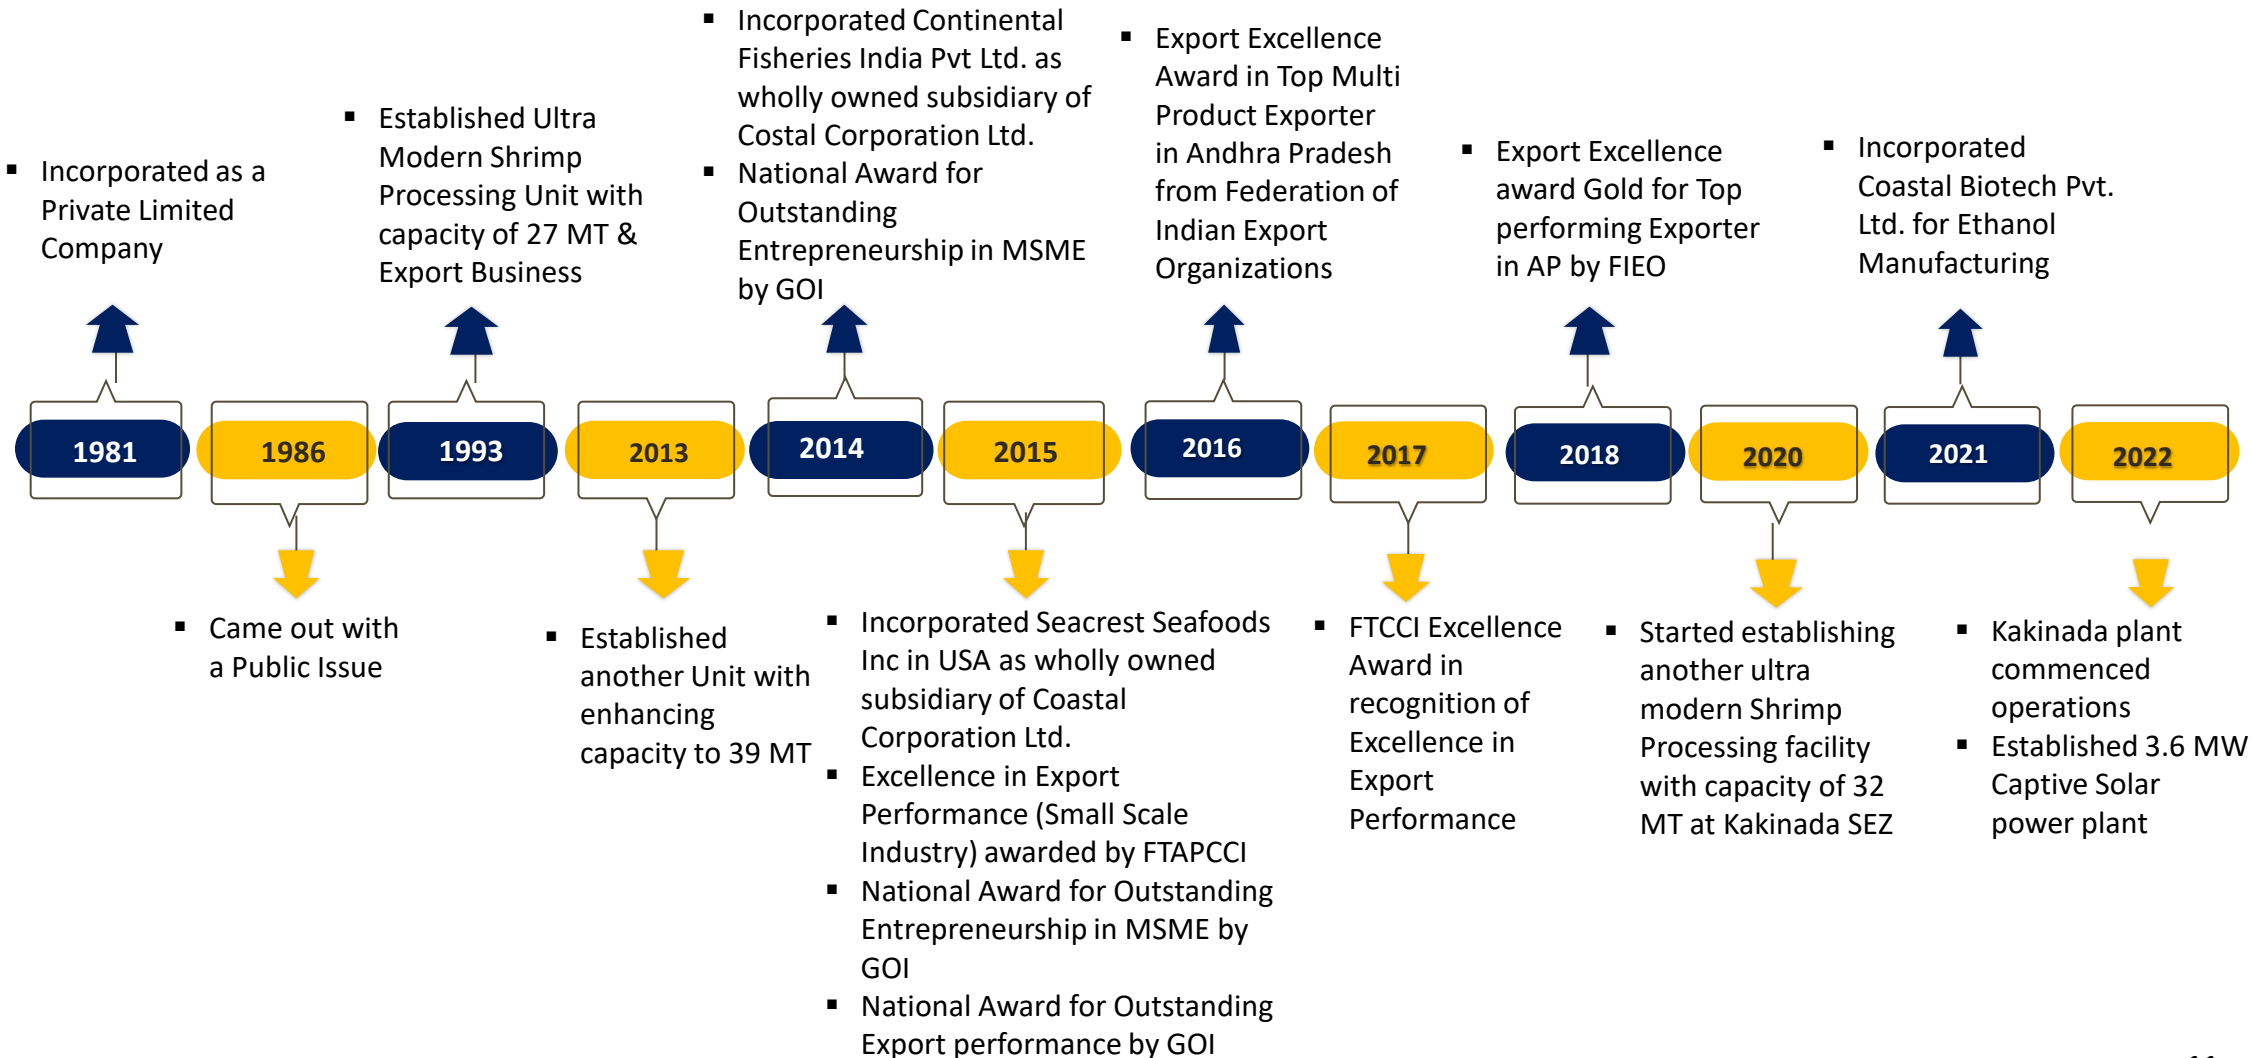 ▪ Incorporated as a
Private Limited
Company
▪ Established Ultra
Modern Shrimp
Processing Unit with
capacity of 27 MT &
Export Business
▪ Incorporated Continental
Fisheries India Pvt Ltd. as
wholly owned subsidiary of
Costal Corporation Ltd.
▪ National Award for
Outstanding
Entrepreneurship in MSME
by GOI
▪ Export Excellence
Award in Top Multi
Product Exporter
in Andhra Pradesh
from Federation of
Indian Export
Organizations
▪ Export Excellence
award Gold for Top
performing Exporter
in AP by FIEO
▪ Incorporated
Coastal Biotech Pvt.
Ltd. for Ethanol
Manufacturing
1981
1986
1993
2013
2014
2015
2016
2017
2018
2020
2021
2022
▪ Came out with
a Public Issue
▪ Established
another Unit with
enhancing
capacity to 39 MT
▪ Incorporated Seacrest Seafoods
Inc in USA as wholly owned
subsidiary of Coastal
Corporation Ltd.
▪ Excellence in Export
Performance (Small Scale
Industry) awarded by FTAPCCI
▪ National Award for Outstanding
Entrepreneurship in MSME by
GOI
▪ National Award for Outstanding
Export performance by GOI
▪ FTCCI Excellence
Award in
recognition of
Excellence in
Export
Performance
▪ Started establishing
another ultra
modern Shrimp
Processing facility
with capacity of 32
MT at Kakinada SEZ
▪ Kakinada plant
commenced
operations
▪ Established 3.6 MW
Captive Solar
power plant